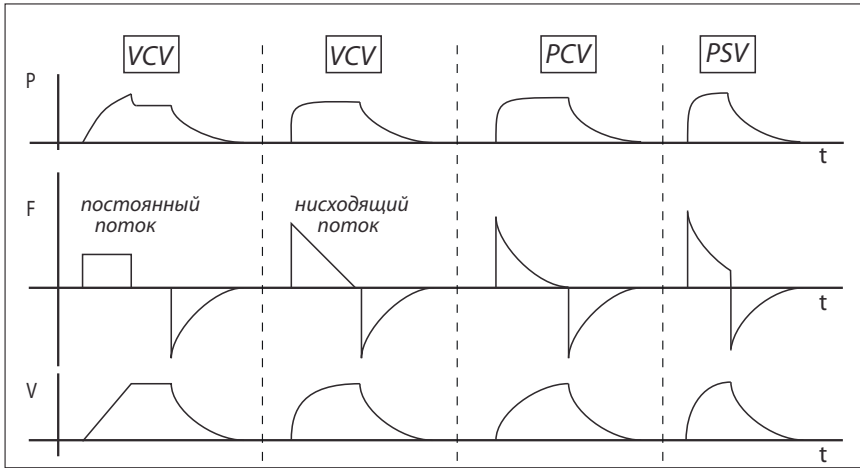 VCV
VCV
PCV
PSV
P
t
F
постоянный
поток
нисходящий
поток
t
V
t